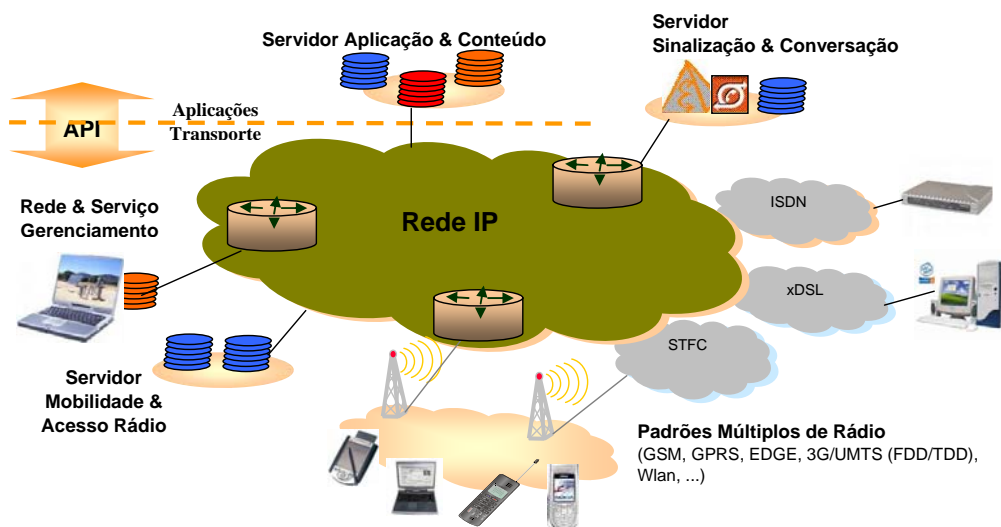 Servidor Aplicação & Conteúdo
Servidor
Sinalização & Conversação
API
Aplicações
Transporte
Rede & Serviço
Gerenciamento
Rede IP
ISDN
xDSL
STFC
Servidor
Mobilidade &
Acesso Rádio
Padrões Múltiplos de Rádio
(GSM, GPRS, EDGE, 3G/UMTS (FDD/TDD),
Wlan, ...)